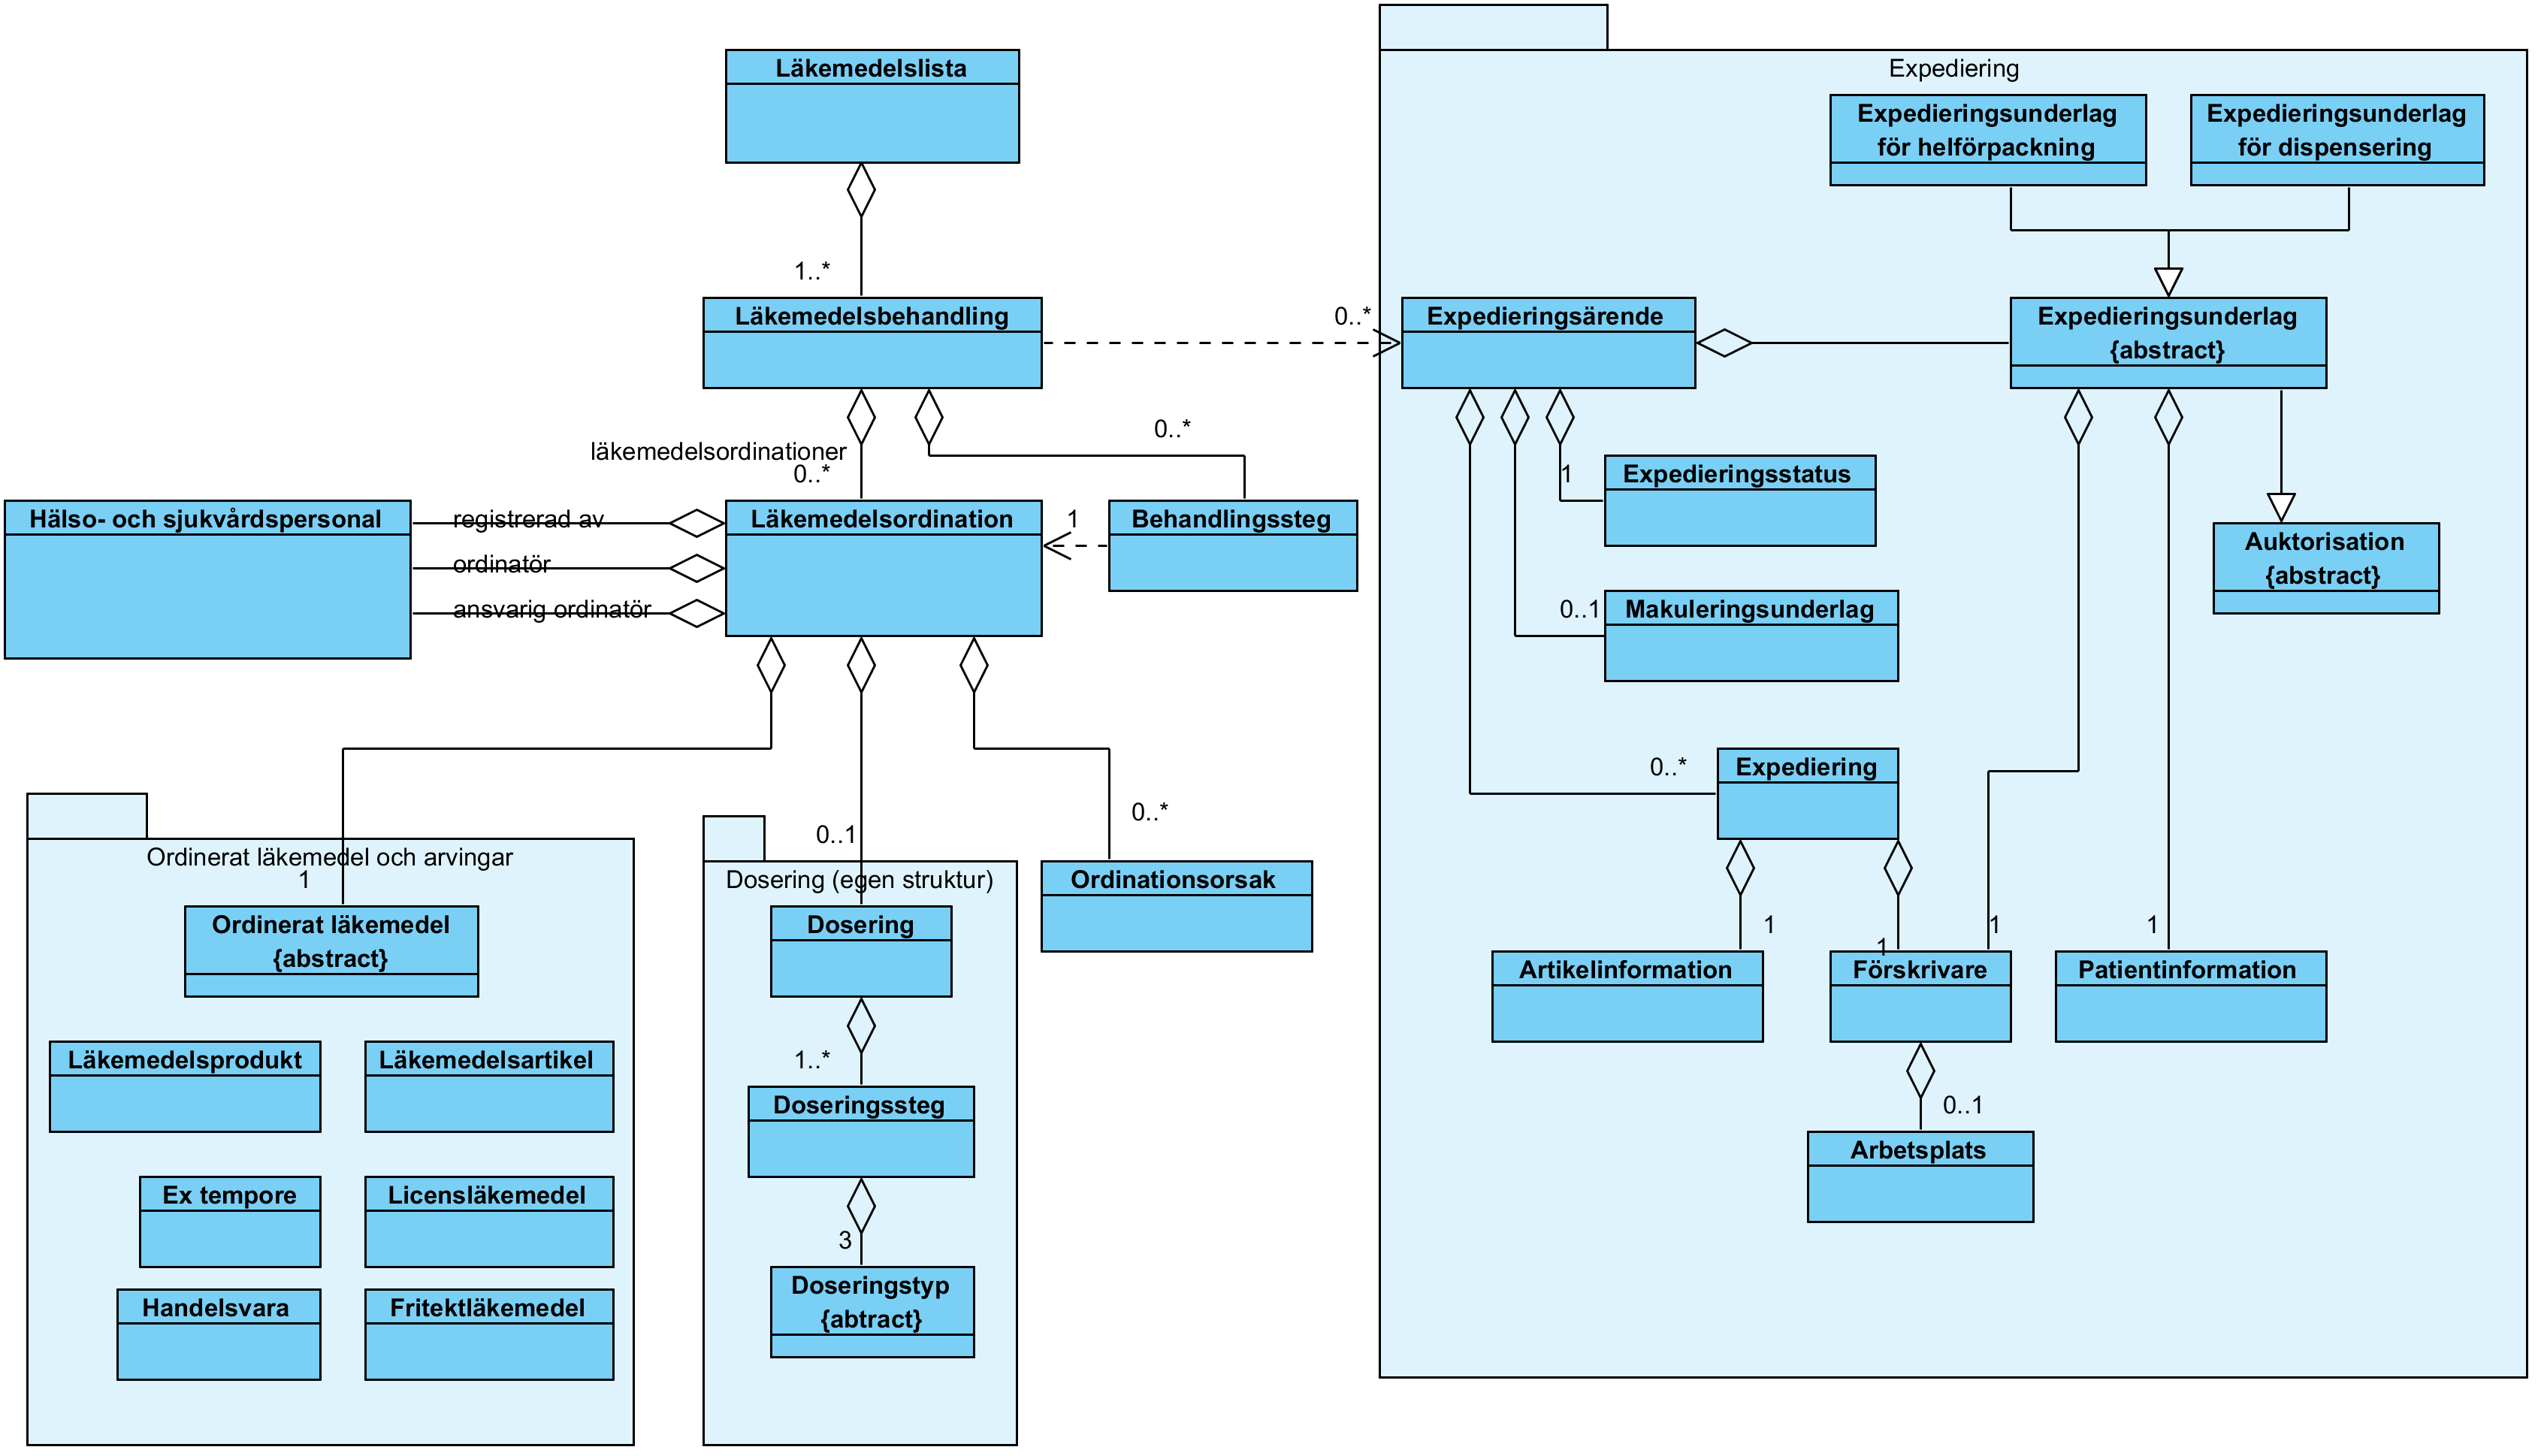 Läkemedelslista
1..*
Läkemedelsbehandling
0..*
läkemedelsordinationer
0..*
0..*
Hälso- och sjukvårdspersonal
registrerad av
ordinatör
ansvarig ordinatör
Läkemedelsordination
1
Behandlingssteg
Ordinerat läkemedel och arvingar
1
Ordinerat läkemedel
{abstract}
Läkemedelsprodukt
Läkemedelsartikel
Ex tempore
Licensläkemedel
Handelsvara
Fritektläkemedel
0..1
Dosering (egen struktur)
Dosering
1..*
Doseringssteg
3
Doseringstyp
{abtract}
0..*
Ordinationsorsak
Expediering
Expedieringsunderlag
för helförpackning
Expedieringsunderlag
för dispensering
Expedieringsärende
Expedieringsunderlag
{abstract}
1
Expedieringsstatus
Auktorisation
{abstract}
0..1
Makuleringsunderlag
0..*
Expediering
1
1
1
1
Artikelinformation
Förskrivare
Patientinformation
0..1
Arbetsplats